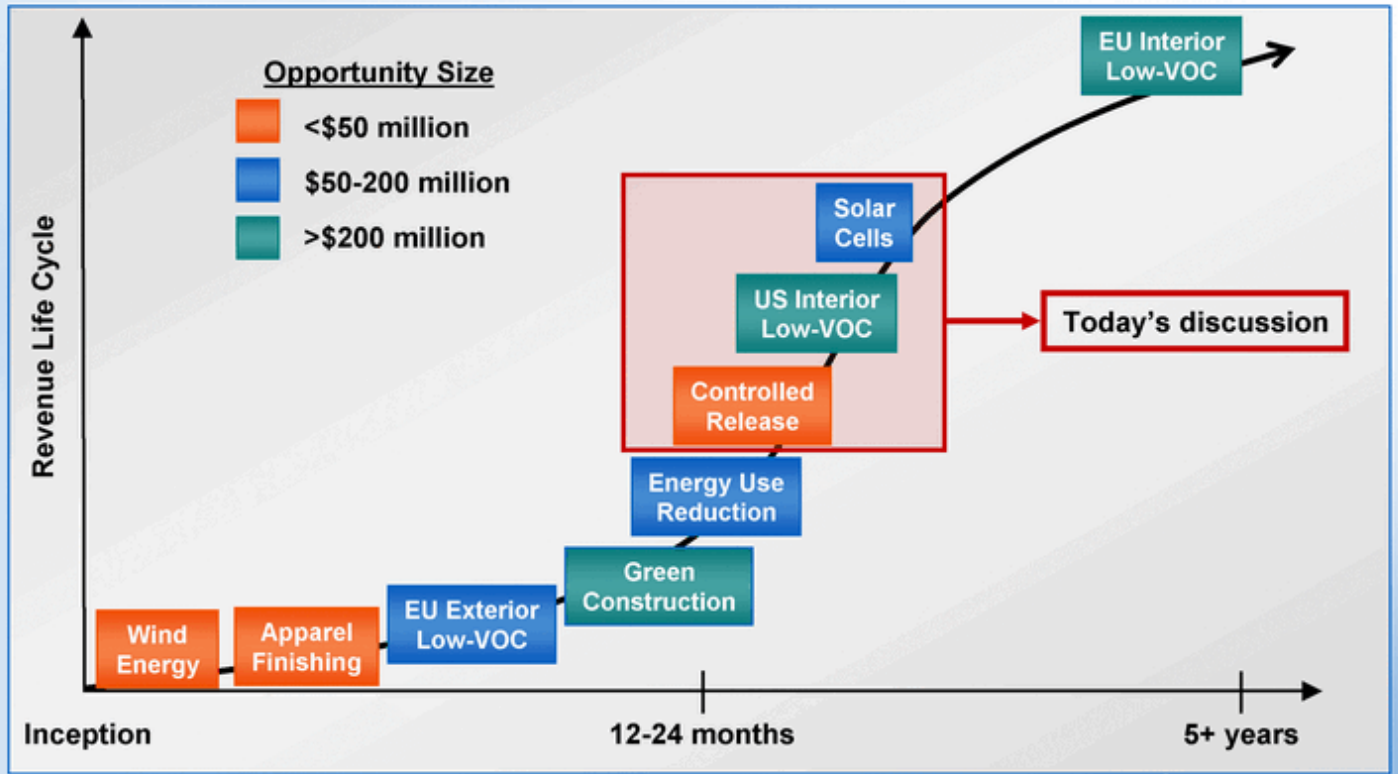 EU Interior
Low-VOC
Opportunity Size
<$50 million
$50-200 million
>$200 million
Solar
Cells
US Interior
Low-VOC
Today's discussion
Controlled
Release
Energy Use
Reduction
Green
Construction
EU Exterior
Low-VOC
Apparel
Finishing
Wind
Energy
Revenue Life Cycle
Inception
12-24 months
5+ years